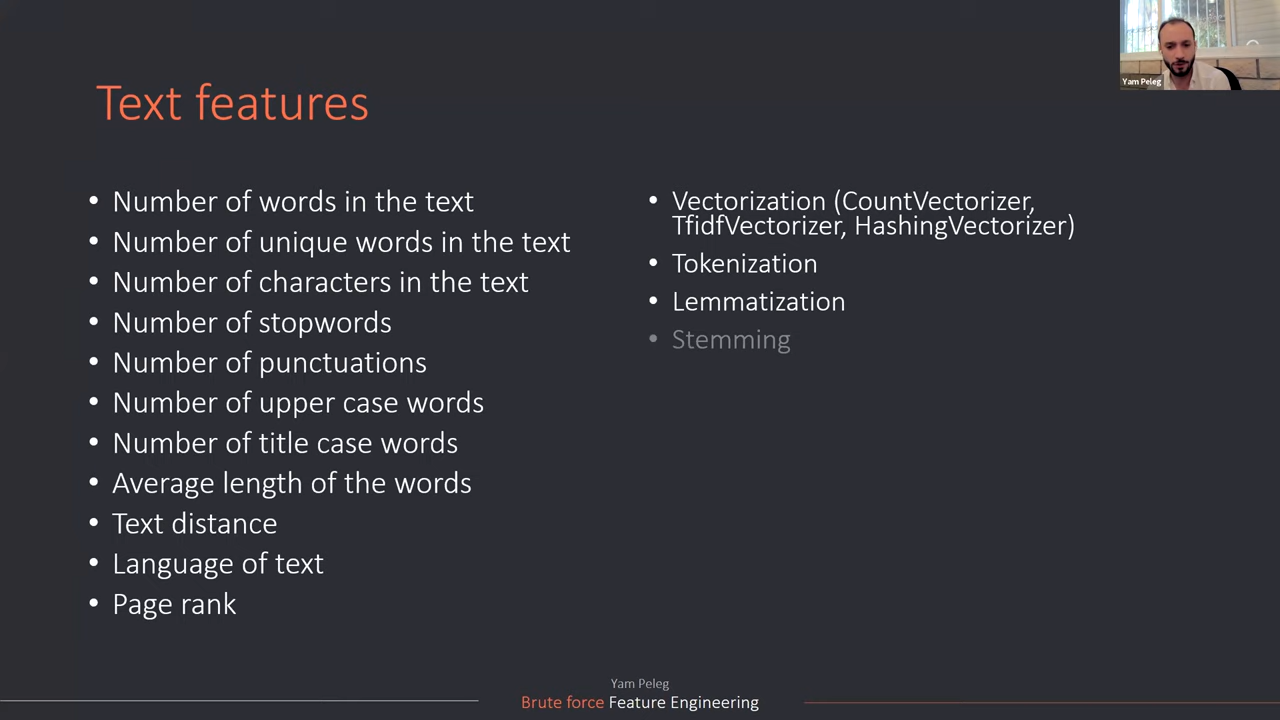 Yam Peleg
Text features
• Number of words in the text
• Number of unique words in the text
• Number of characters in the text
• Number of stopwords
• Number of punctuations
• Number of upper case words
• Number of title case words
• Average length of the words
• Text distance
• Language of text
• Page rank
• Vectorization (CountVectorizer,
TfidfVectorizer, HashingVectorizer)
• Tokenization
• Lemmatization
• Stemming
Yam Peleg
Brute force Feature Engineering